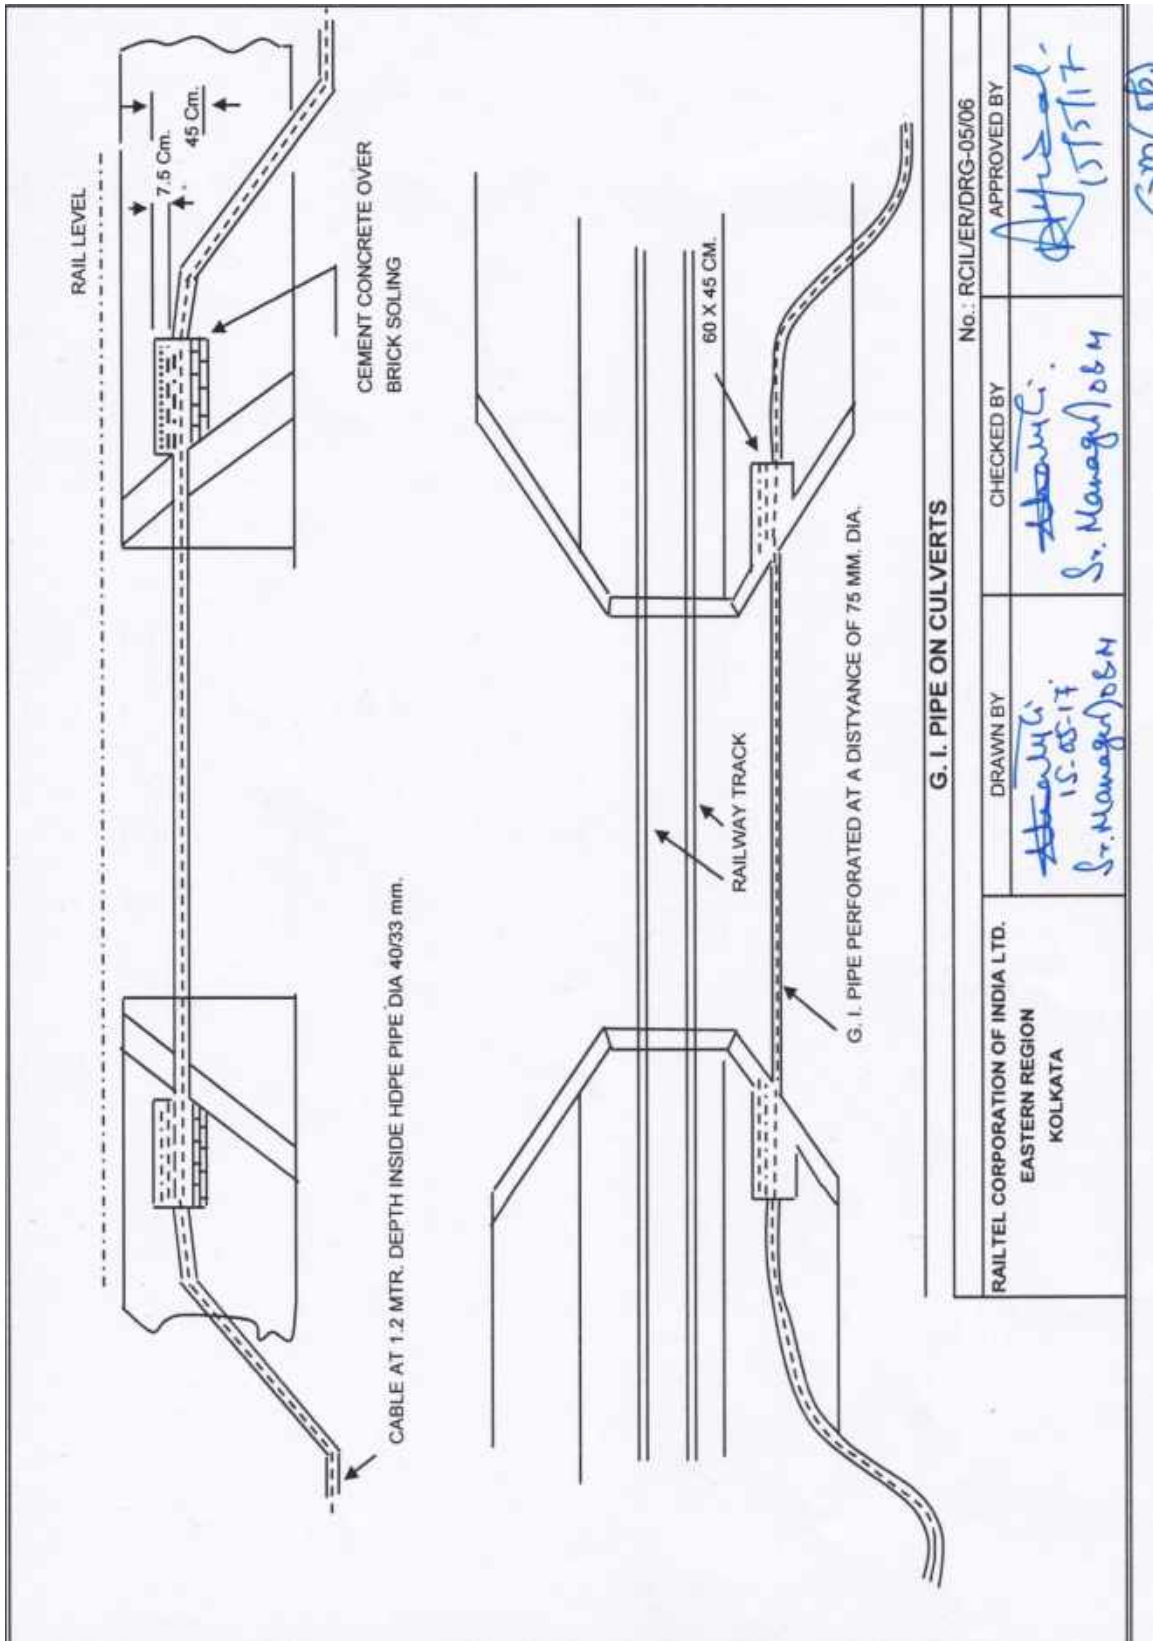 RAIL LEVEL
7.5 Cm.
45 Cm.
CEMENT CONCRETE OVER
BRICK SOLING
CABLE AT 1.2 MTR. DEPTH INSIDE HDPE PIPE DIA 40/33 mm.
60 X 45 CM.
RAILWAY TRACK
G. I. PIPE PERFORATED AT A DISTYANCE OF 75 MM. DIA.
G. I. PIPE ON CULVERTS
No.: RCIL/ER/DRG-05/06
RAILTEL CORPORATION OF INDIA LTD.
EASTERN REGION
KOLKATA
DRAWN BY
15-05-17
Sr. Manager/O&M
CHECKED BY
Sr. Manager/O&M
APPROVED BY
15/5/17